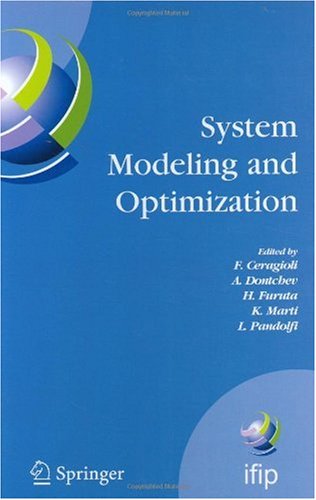 System
Modeling and
Optimization
Edited by
F. Ceragioli
A. Dontchev
H. Furuta
K. Marti
L. Pandolfi
Springer
ifip